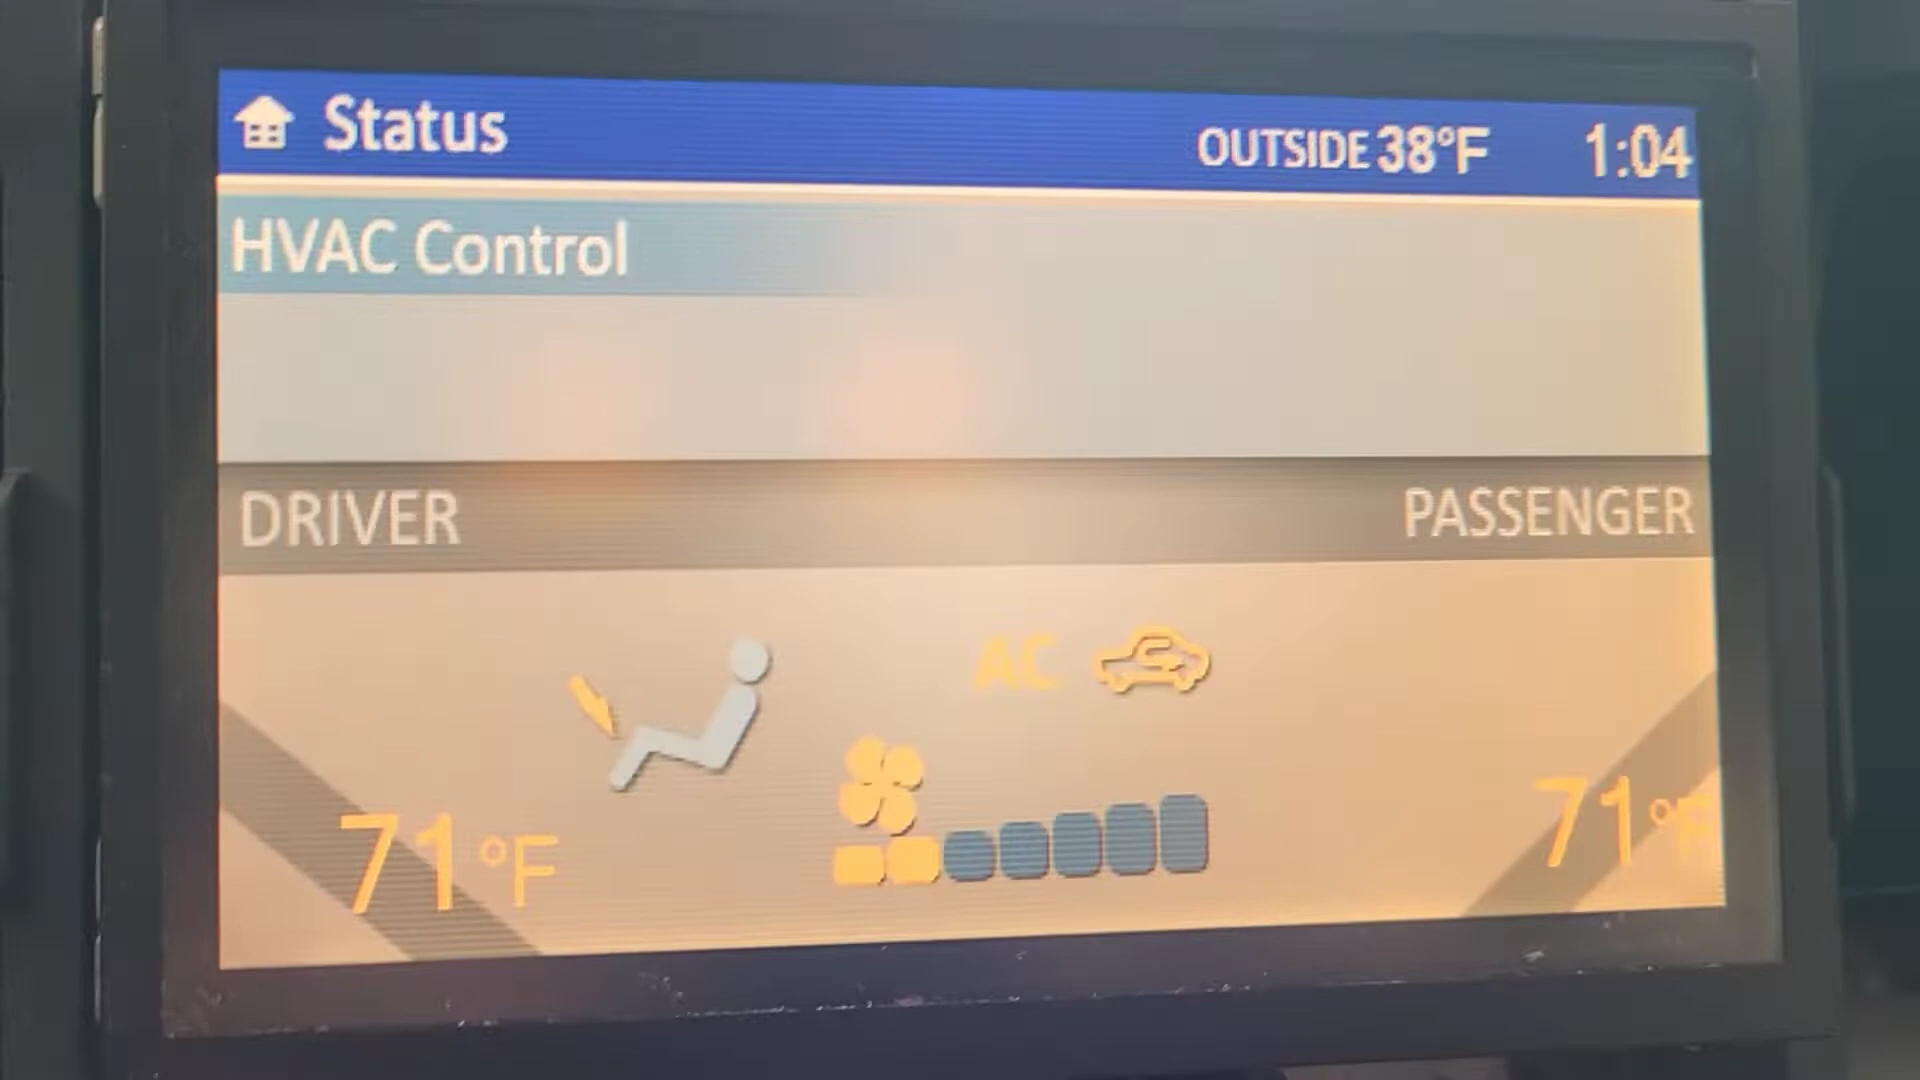 Status OUTSIDE 38°F 1:04
HVAC Control
DRIVER PASSENGER
AC
71°F 71°F